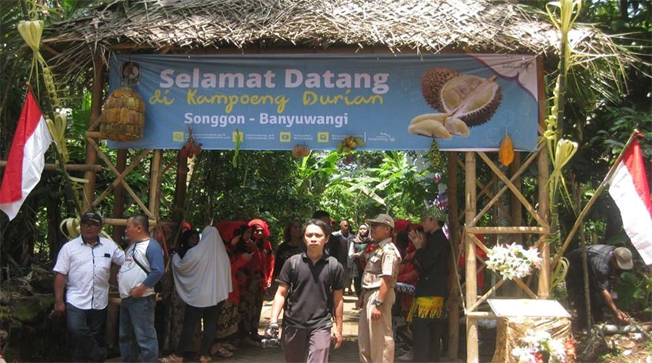 Selamat Datang
di Kampoeng Durian
Songgon - Banyuwangi